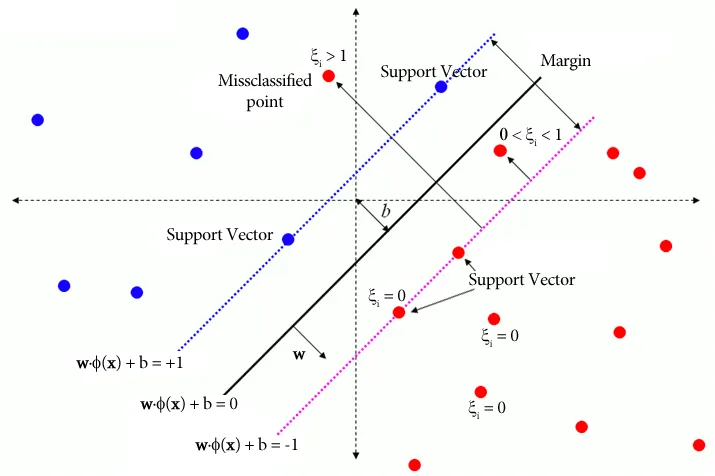 ξi > 1
Missclassified
point
Support Vector
Margin
0 < ξi < 1
b
Support Vector
Support Vector
ξi = 0
ξi = 0
w
w·ϕ(x) + b = +1
w·ϕ(x) + b = 0
ξi = 0
w·ϕ(x) + b = -1